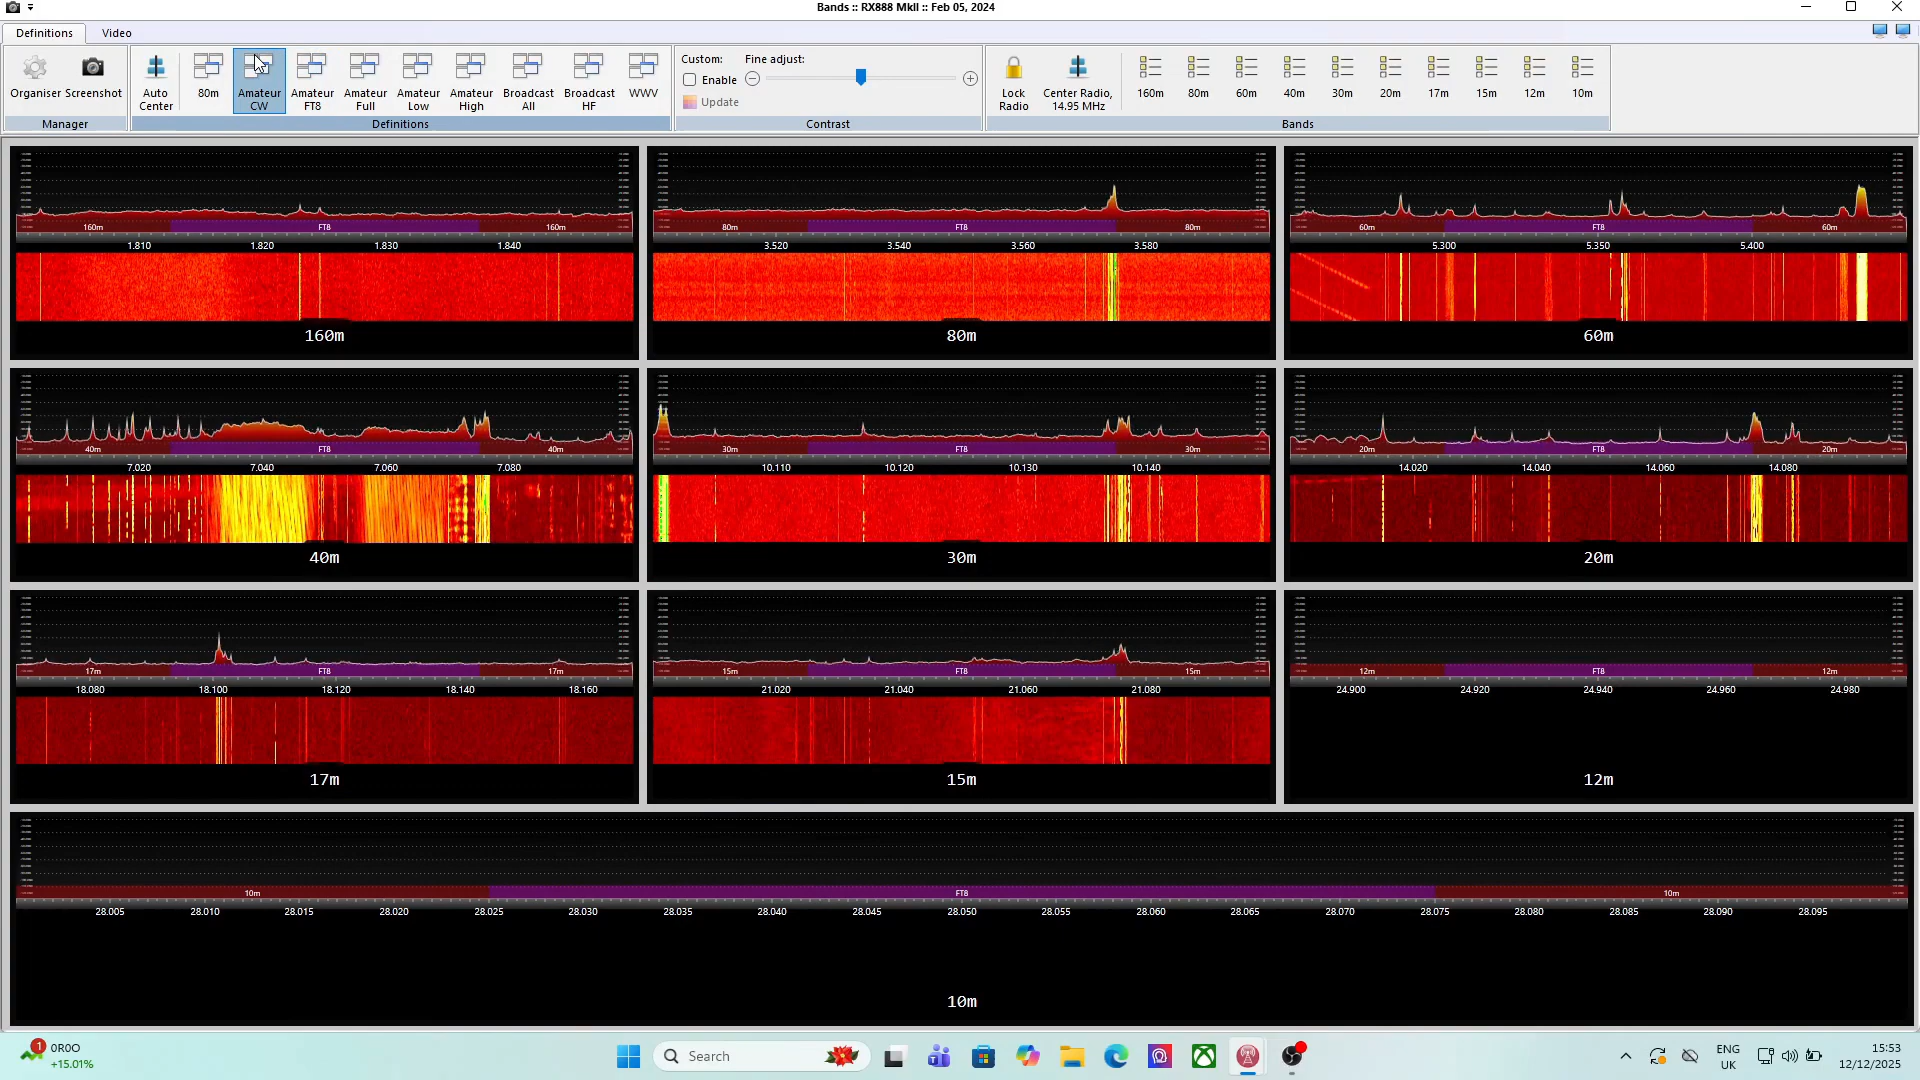 Bands :: RX888 MkII :: Feb 05, 2024
Definitions Video
Custom: Fine adjust:
Enable
Update
Organiser Screenshot
Auto Center
80m
Amateur CW
Amateur FT8
Amateur Full
Amateur Low
Amateur High
Broadcast All
Broadcast HF
WWV
Lock Radio
Center Radio, 14.95 MHz
160m 80m 60m 40m 30m 20m 17m 15m 12m 10m
Manager Definitions Contrast Bands
160m FT8 160m
1.810 1.820 1.830 1.840
160m
80m FT8 80m
3.520 3.540 3.560 3.580
80m
60m FT8 60m
5.300 5.350 5.400
60m
40m FT8 40m
7.020 7.040 7.060 7.080
40m
30m FT8 30m
10.110 10.120 10.130 10.140
30m
20m FT8 20m
14.020 14.040 14.060 14.080
20m
17m FT8 17m
18.080 18.100 18.120 18.140 18.160
17m
15m FT8 15m
21.020 21.040 21.060 21.080
15m
12m FT8 12m
24.900 24.920 24.940 24.960 24.980
12m
10m FT8 10m
28.005 28.010 28.015 28.020 28.025 28.030 28.035 28.040 28.045 28.050 28.055 28.060 28.065 28.070 28.075 28.080 28.085 28.090 28.095
10m
1
0R0O
+15.01%
Search
ENG
UK
15:53
12/12/2025